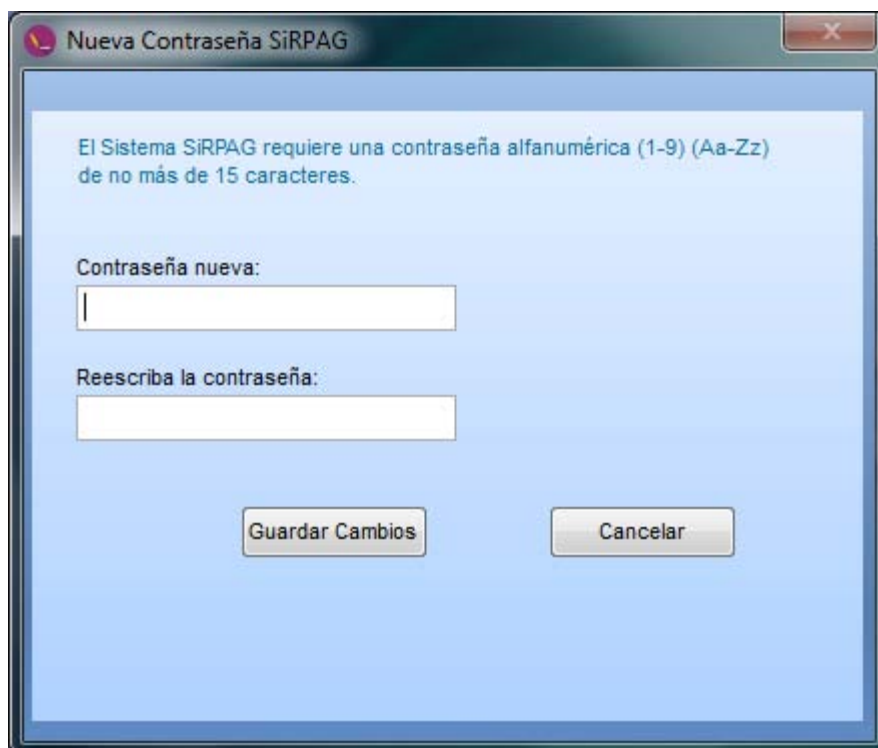 Nueva Contraseña SiRPAG
El Sistema SiRPAG requiere una contraseña alfanumérica (1-9) (Aa-Zz)
de no más de 15 caracteres.
Contraseña nueva:
Reescriba la contraseña:
Guardar Cambios
Cancelar